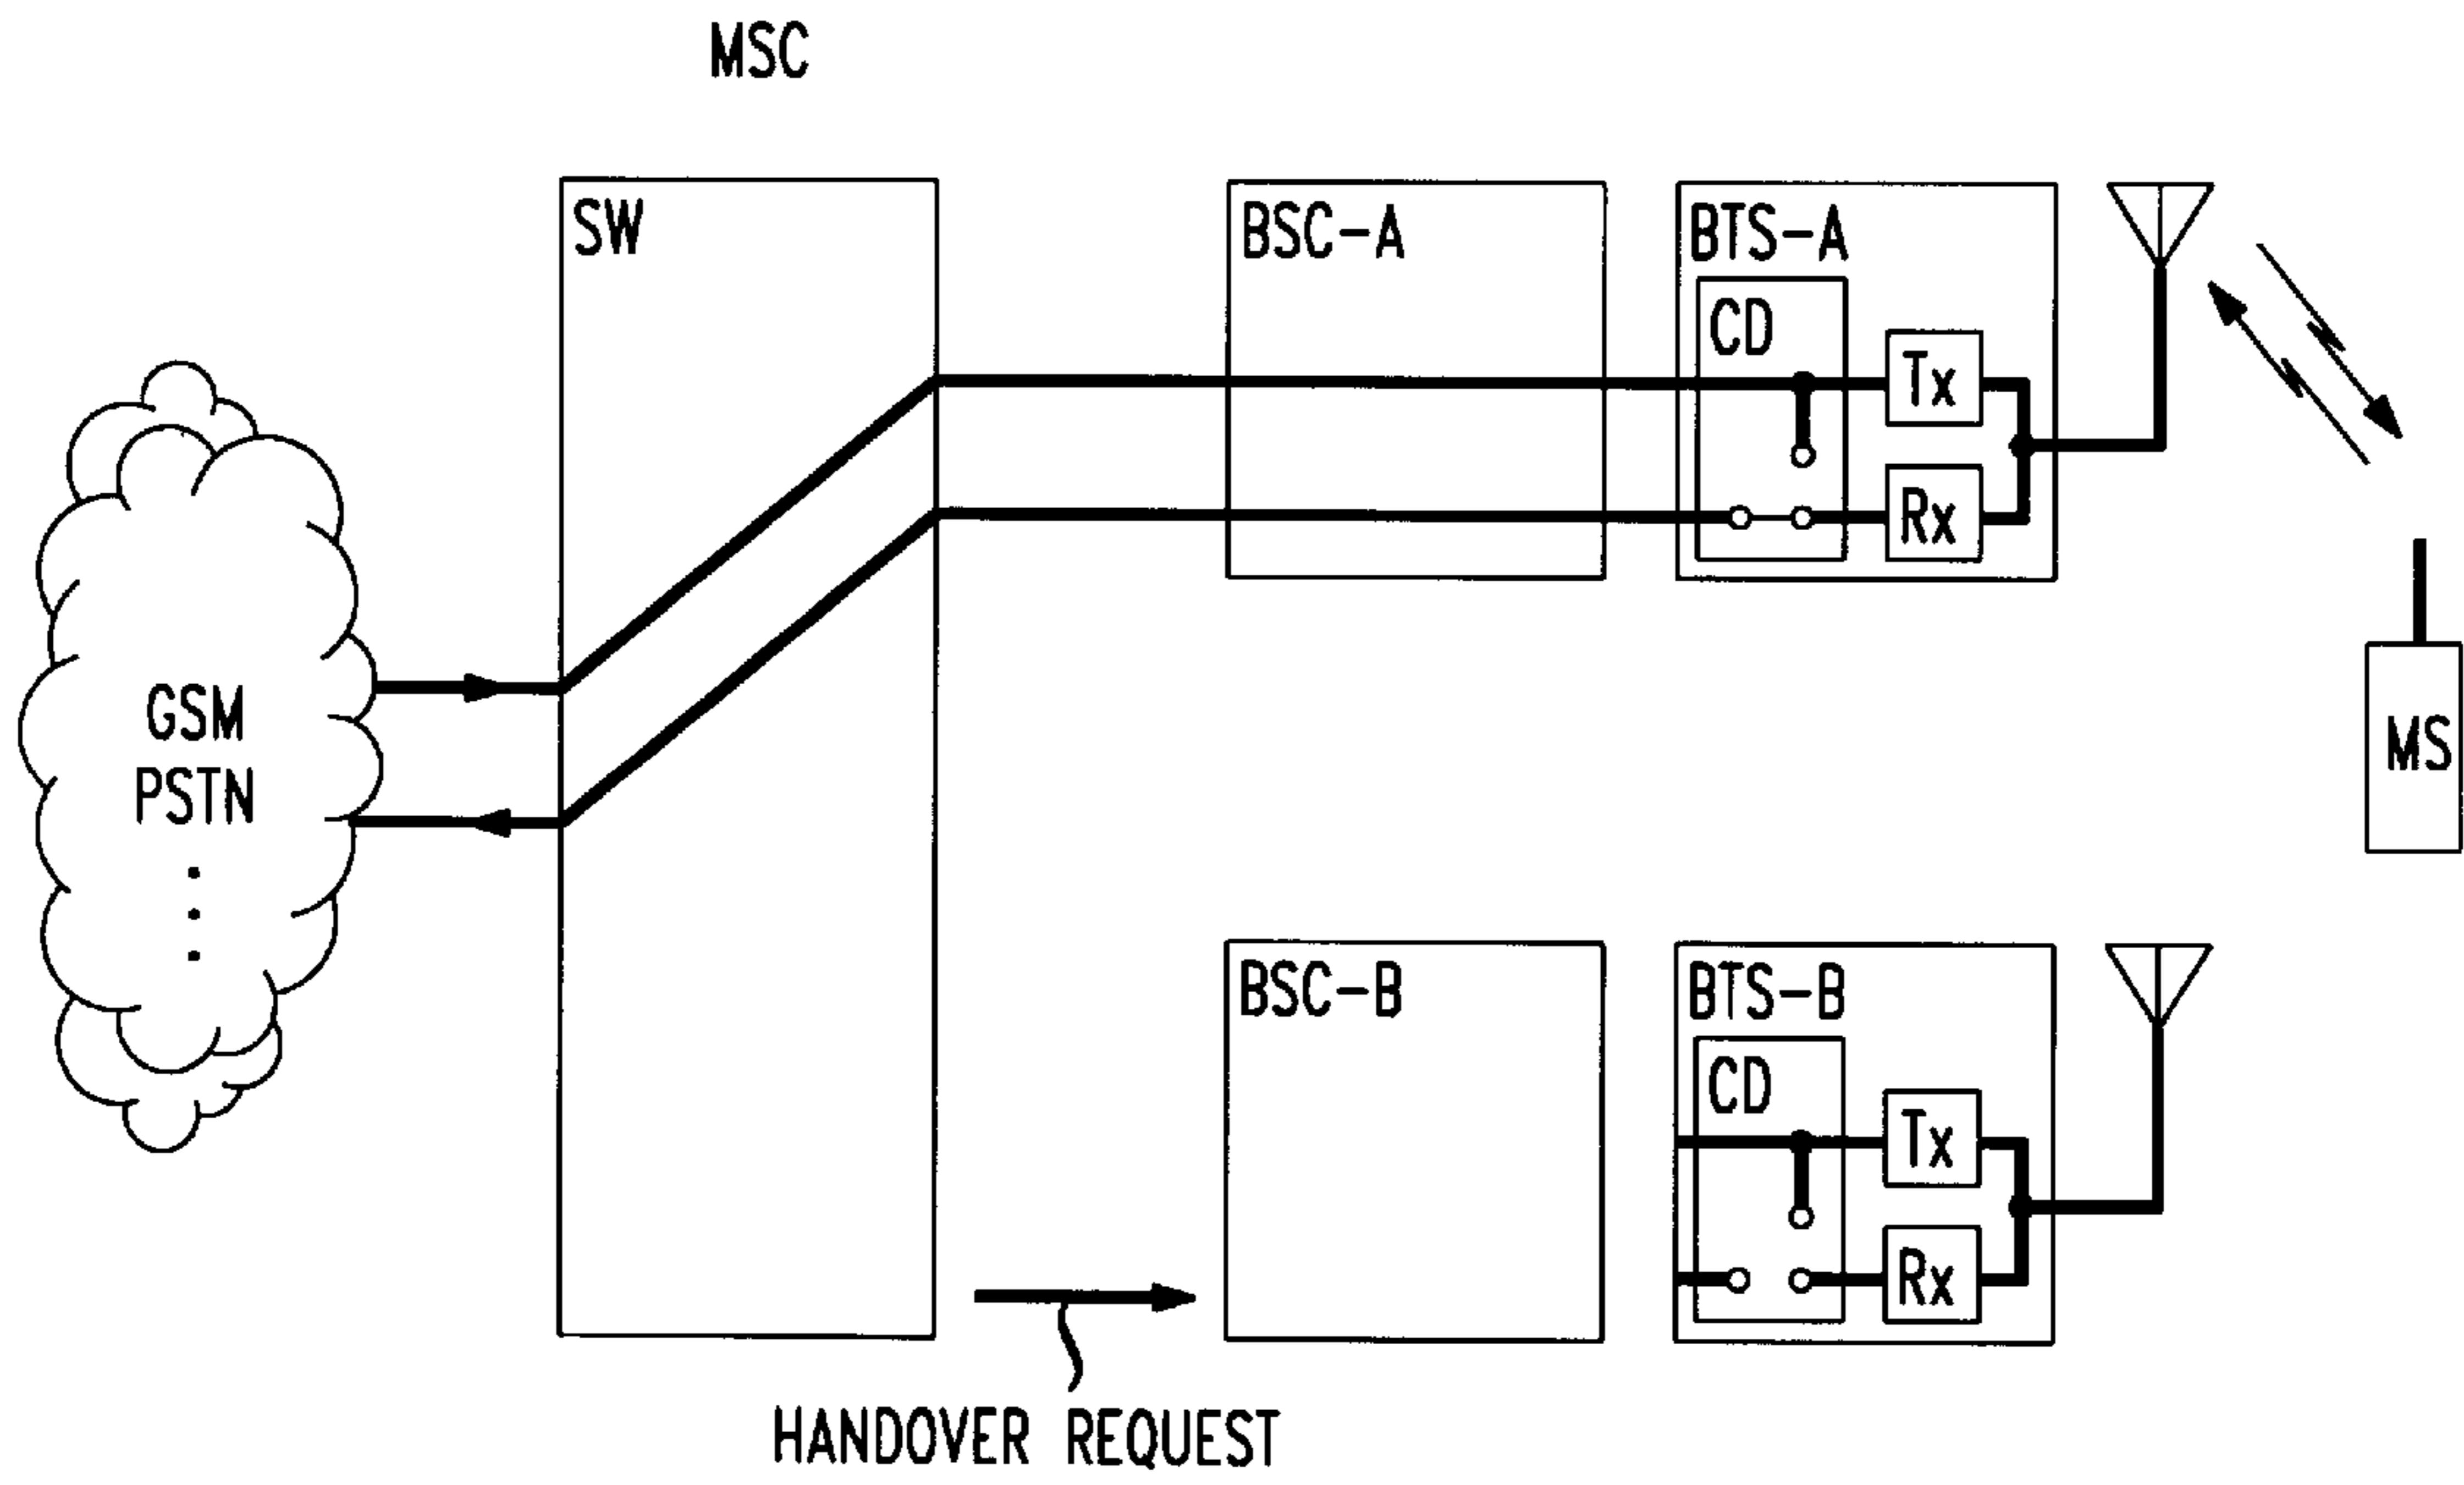 MSC
SW
BSC-A
BTS-A
CD
Tx
Rx
GSM
PSTN
MS
BSC-B
BTS-B
CD
Tx
Rx
HANDOVER REQUEST